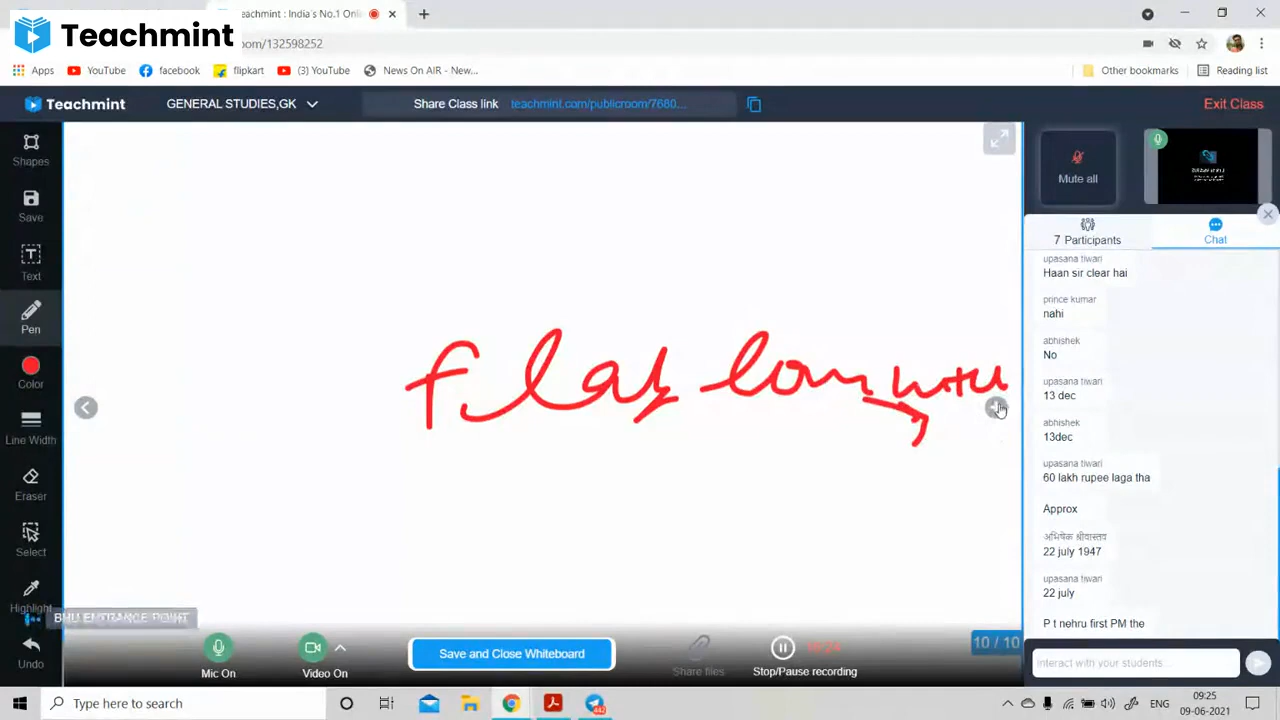 Teachmint : India's No.1 Onli
Teachmint
om/132598252
Apps YouTube facebook flipkart (3) YouTube News On AIR - New... Other bookmarks Reading list
Teachmint GENERAL STUDIES,GK Share Class link teachmint.com/publicroom/7680... Exit Class
Shapes
Save
Text
Pen
Color
Line Width
Eraser
Select
Highlight
Undo
Mute all
7 Participants Chat
upasana tiwari
Haan sir clear hai
prince kumar
nahi
abhishek
No
upasana tiwari
13 dec
abhishek
13dec
upasana tiwari
60 lakh rupee laga tha
Approx
अभिषेक श्रीवास्तव
22 july 1947
upasana tiwari
22 july
P t nehru first PM the
BHU ENTRANCE POINT
10 / 10
Mic On Video On Save and Close Whiteboard Share files Stop/Pause recording
Interact with your students ...
Type here to search
442
ENG
09:25
09-06-2021